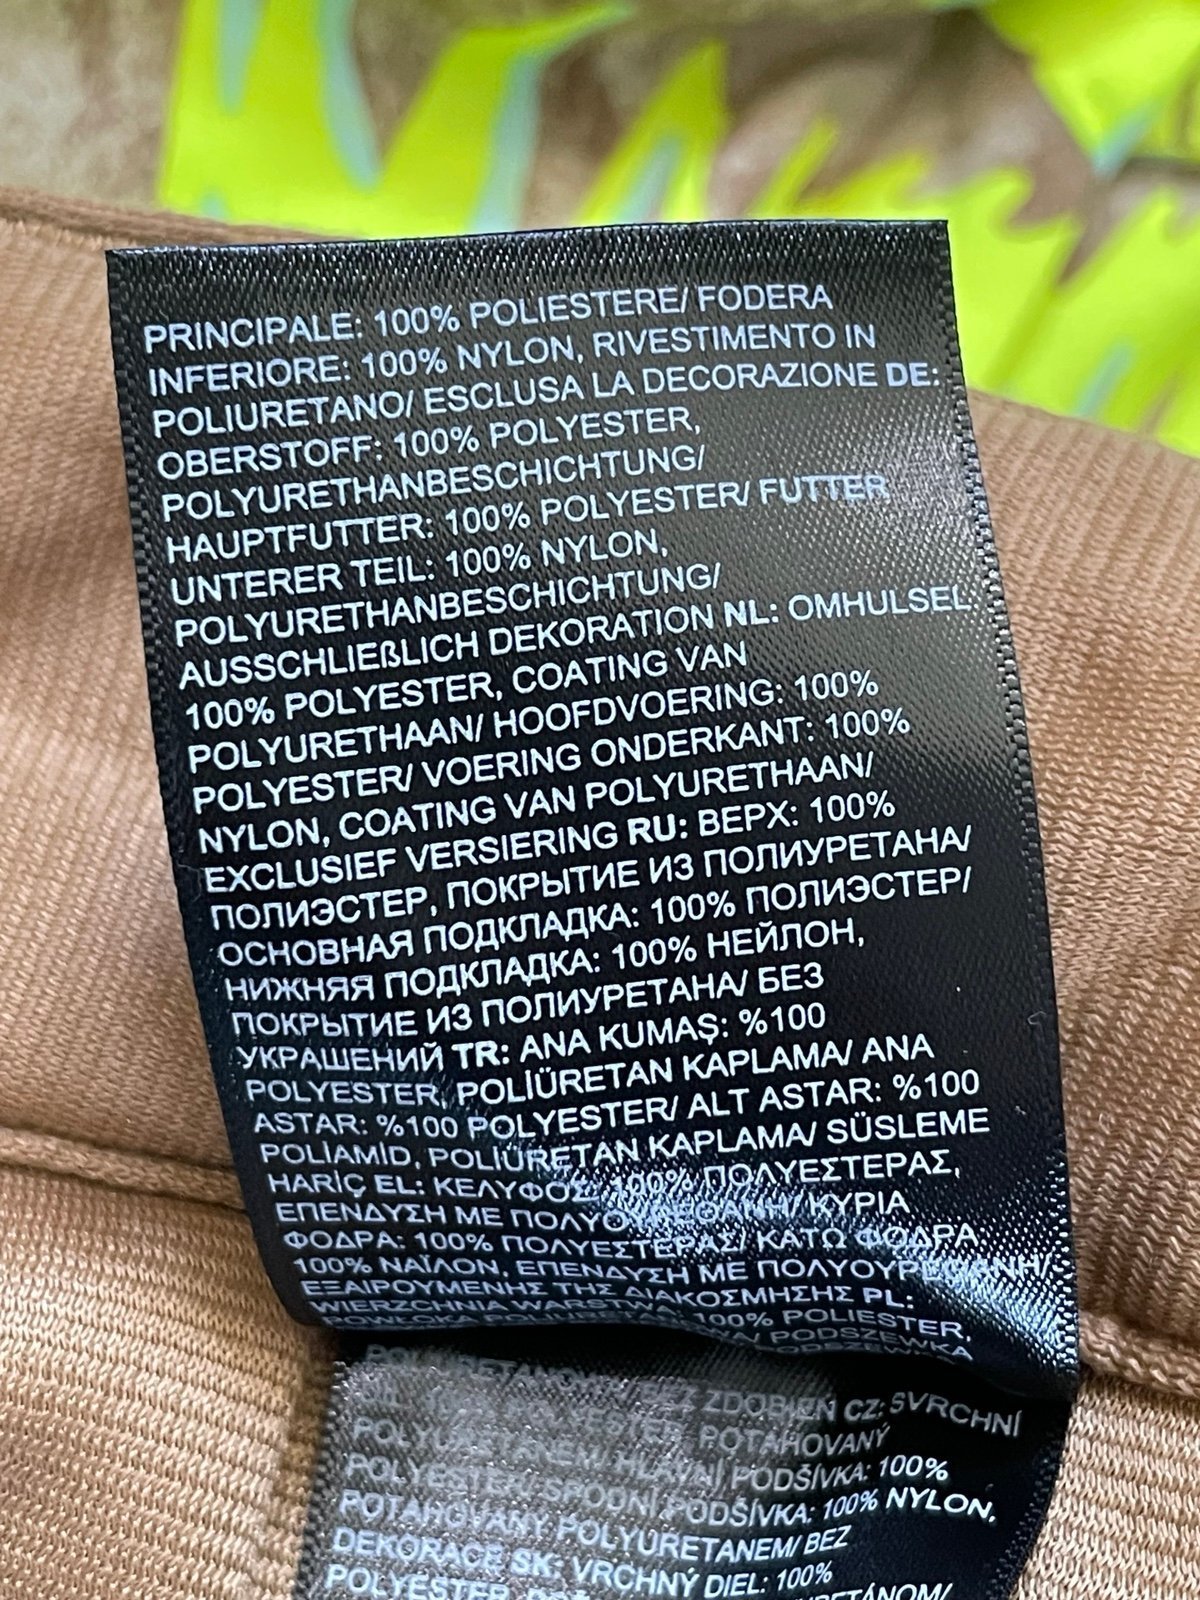 PRINCIPALE: 100% POLIESTERE/ FODERA
INFERIORE: 100% NYLON, RIVESTIMENTO IN
POLIURETANO/ ESCLUSA LA DECORAZIONE DE:
OBERSTOFF: 100% POLYESTER,
POLYURETHANBESCHICHTUNG/
HAUPTFUTTER: 100% POLYESTER/ FUTTER
UNTERER TEIL: 100% NYLON,
POLYURETHANBESCHICHTUNG/
AUSSCHLIEßLICH DEKORATION NL: OMHULSEL:
100% POLYESTER, COATING VAN
POLYURETHAAN/ HOOFDVOERING: 100%
POLYESTER/ VOERING ONDERKANT: 100%
NYLON, COATING VAN POLYURETHAAN/
EXCLUSIEF VERSIERING RU: ВЕРХ: 100%
ПОЛИЭСТЕР, ПОКРЫТИЕ ИЗ ПОЛИУРЕТАНА/
ОСНОВНАЯ ПОДКЛАДКА: 100% ПОЛИЭСТЕР/
НИЖНЯЯ ПОДКЛАДКА: 100% НЕЙЛОН,
ПОКРЫТИЕ ИЗ ПОЛИУРЕТАНА/ БЕЗ
УКРАШЕНИЙ TR: ANA KUMAŞ: %100
POLYESTER, POLİÜRETAN KAPLAMA/ ANA
ASTAR: %100 POLYESTER/ ALT ASTAR: %100
POLİAMİD, POLİÜRETAN KAPLAMA/ SÜSLEME
HARİÇ EL: ΚΕΛΥΦΟΣ: 100% ΠΟΛΥΕΣΤΕΡΑΣ,
ΕΠΕΝΔΥΣΗ ΜΕ ΠΟΛΥΟΥΡΕΘΑΝΗ/ ΚΥΡΙΑ
ΦΟΔΡΑ: 100% ΠΟΛΥΕΣΤΕΡΑΣ/ ΚΑΤΩ ΦΟΔΡΑ
100% ΝΑΪΛΟΝ, ΕΠΕΝΔΥΣΗ ΜΕ ΠΟΛΥΟΥΡΕΘΑΝΗ/
ΕΞΑΙΡΟΥΜΕΝΗΣ ΤΗΣ ΔΙΑΚΟΣΜΗΣΗΣ PL:
WIERZCHNIA WARSTWA: 100% POLIESTER,
POWŁOKA PODSZEWKA
BEZ ZDOBIEŃ CZ: SVRCHNÍ
POTAHOVANÝ
POLYURETANEM/ HLAVNÍ PODŠÍVKA: 100%
POLYESTER/ SPODNÍ PODŠÍVKA: 100% NYLON,
POTAHOVANÝ POLYURETANEM/ BEZ
DEKORACE SK: VRCHNÝ DIEL: 100%
POLYESTER,